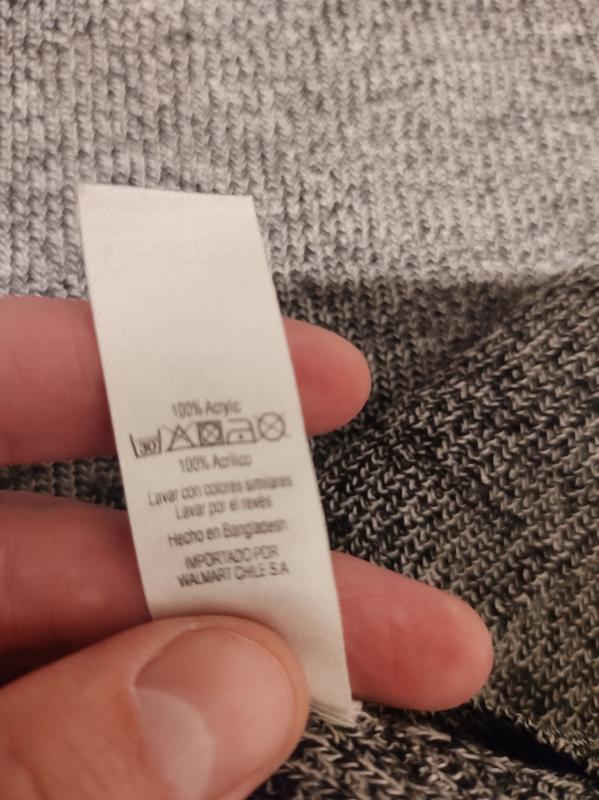 100% Acrylic
30
100% Acrílico
Lavar con colores similares
Lavar por el revés
Hecho en Bangladesh
IMPORTADO POR
WALMART CHILE S.A